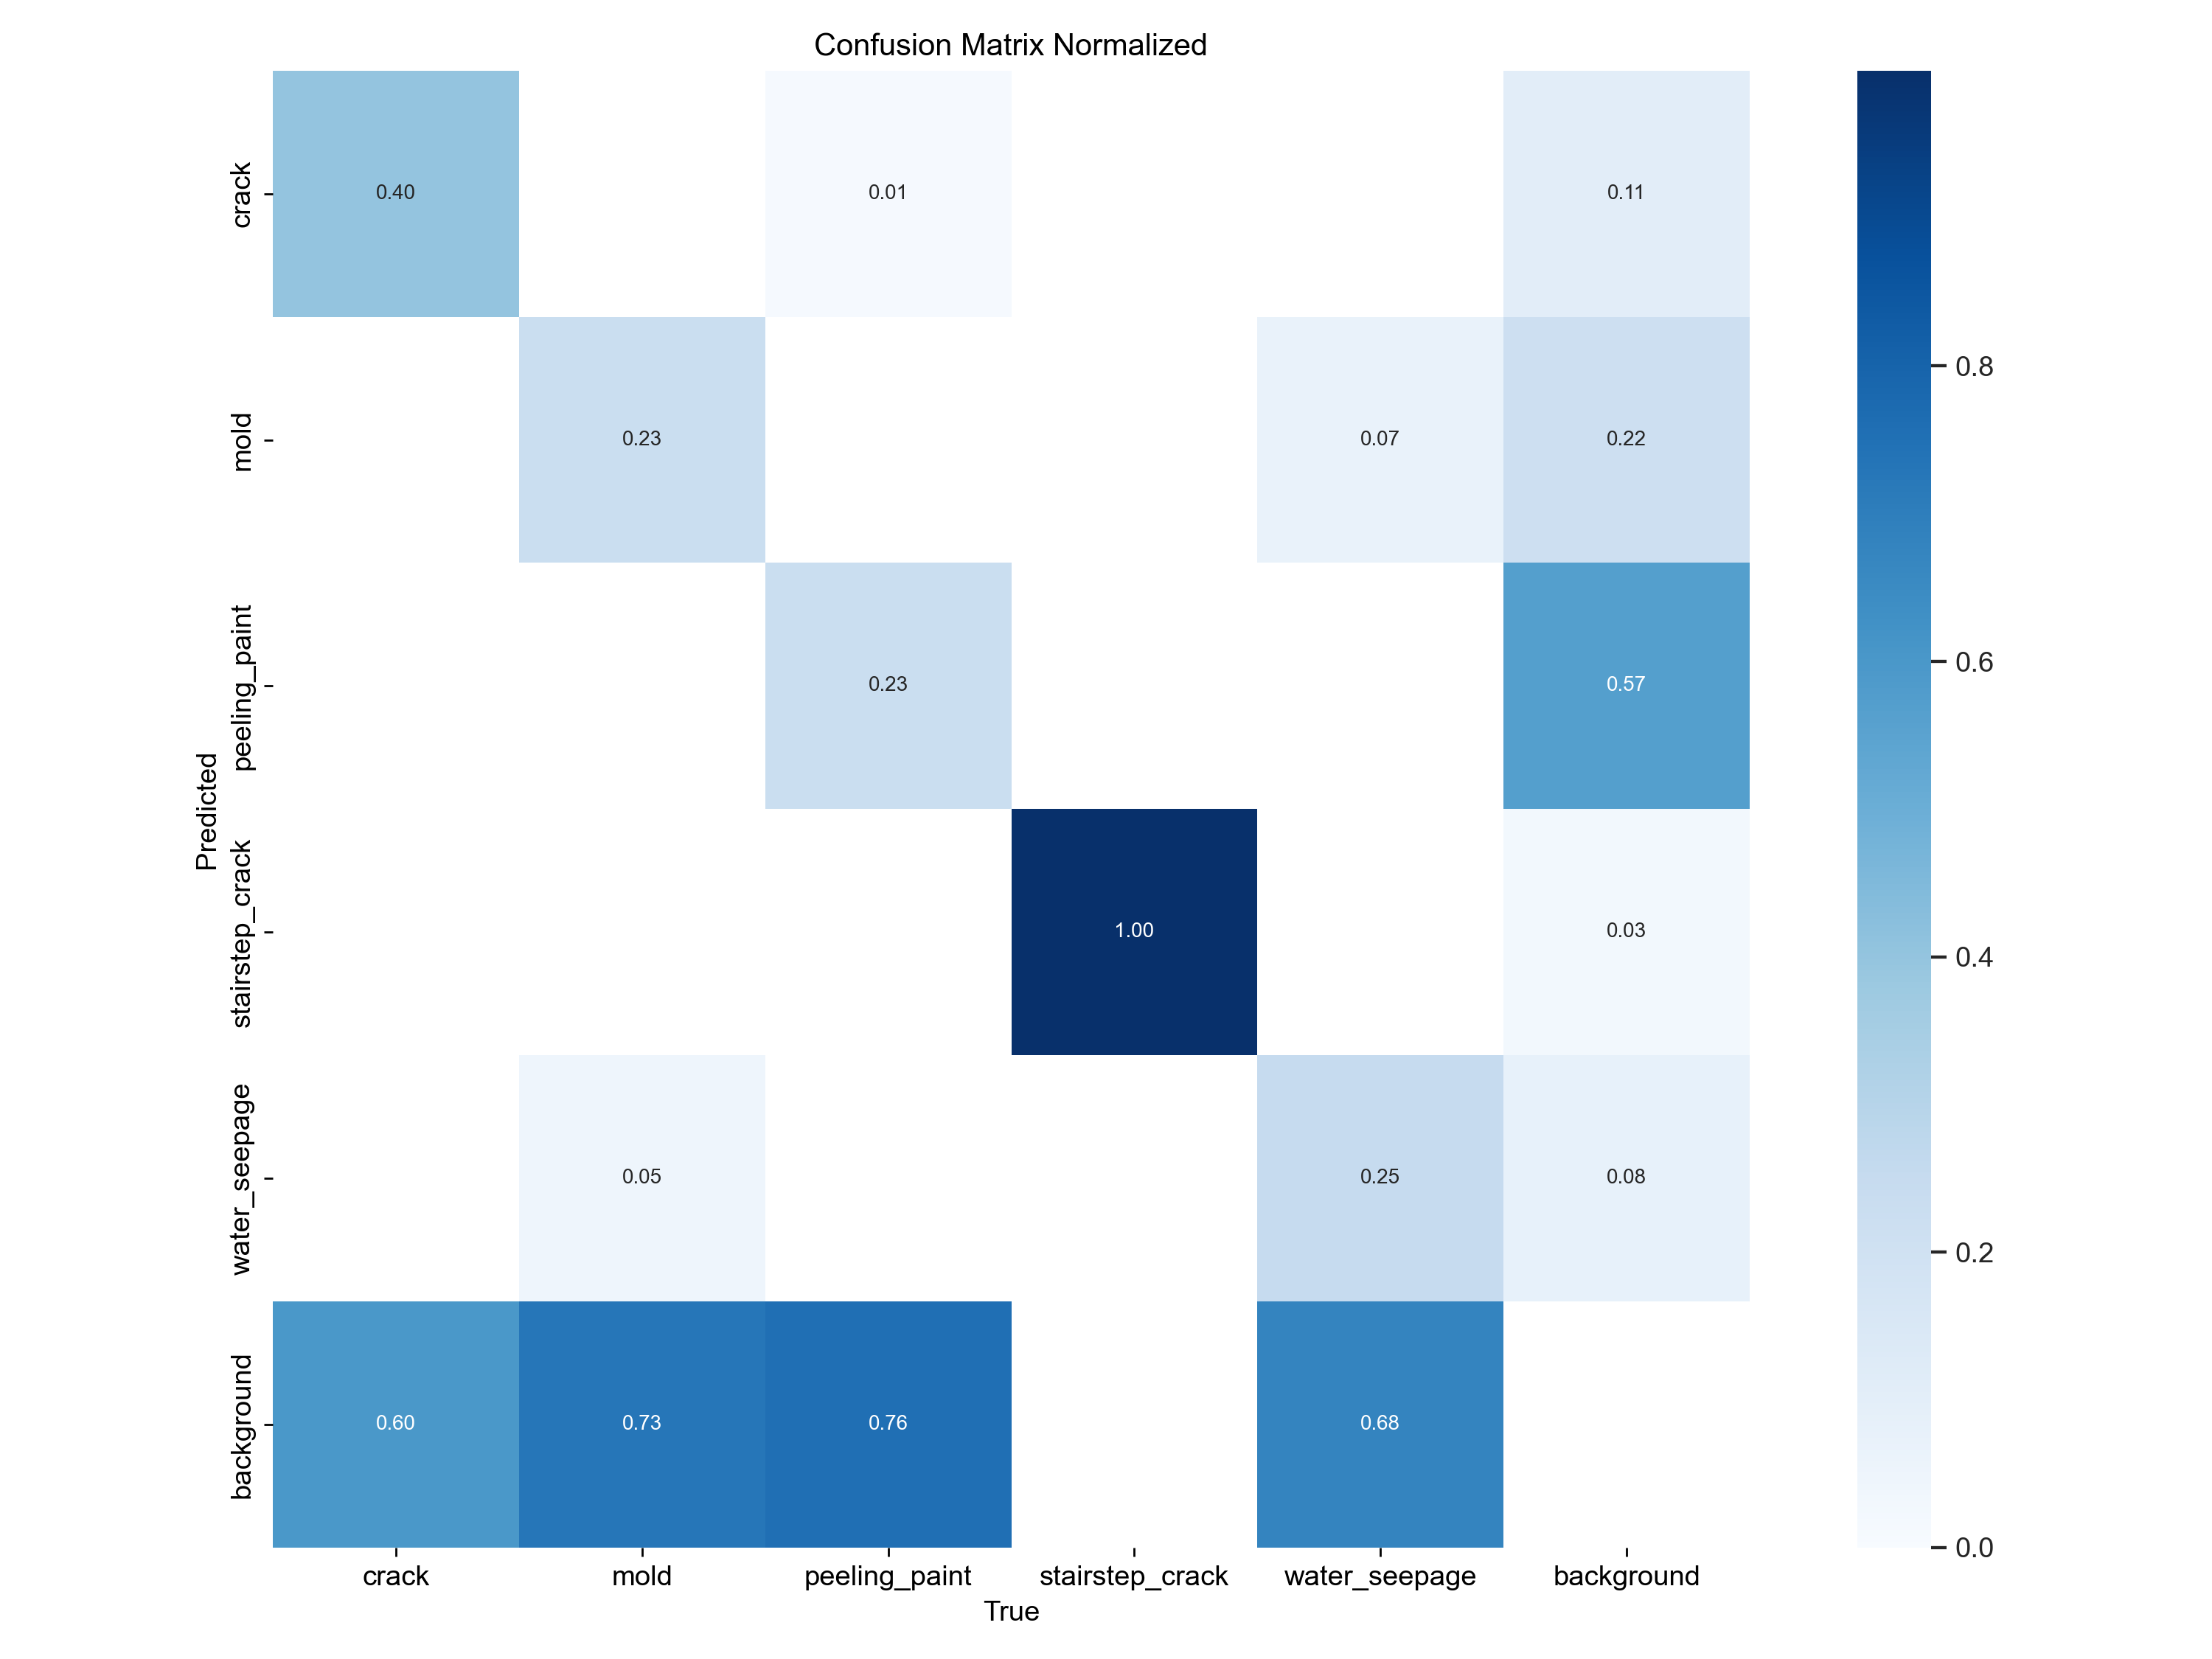 Confusion Matrix Normalized
crack
0.40
0.01
0.11
mold
0.23
0.07
0.22
peeling_paint
0.23
0.57
stairstep_crack
1.00
0.03
water_seepage
0.05
0.25
0.08
background
0.60
0.73
0.76
0.68
Predicted
crack
mold
peeling_paint
stairstep_crack
water_seepage
background
True
0.8
0.6
0.4
0.2
0.0